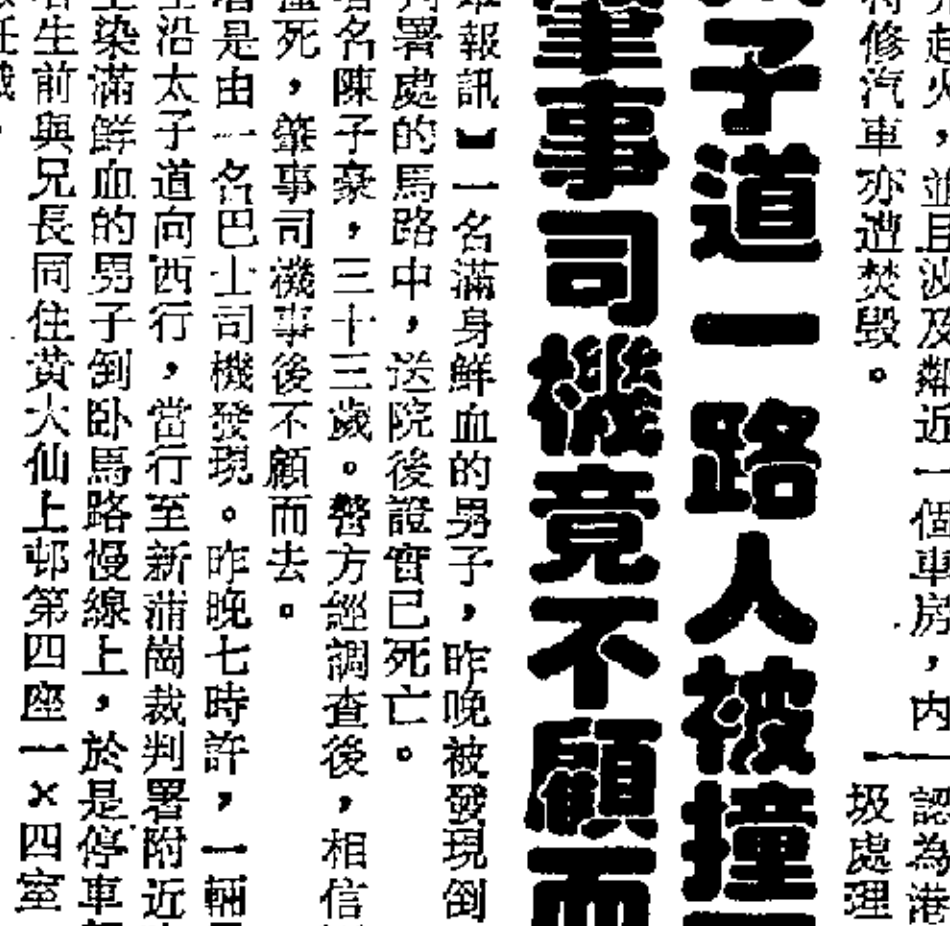 起火，並且波及鄰近一個車房，内
修汽車亦遭焚毀。
認為港
圾處理
子道一路人被撞
肇事司機竟不顧而
報訊】一名滿身鮮血的男子，昨晚被發現倒
署處的馬路中，送院後證實已死亡。
名陳子豪，三十三歲。警方經調查後，相信
死，肇事司機事後不顧而去。
是由一名巴士司機發現。昨晚七時許，一輛
沿太子道向西行，當行至新蒲崗裁判署附近
染滿鮮血的男子倒卧馬路慢線上，於是停車
生前與兄長同住黃大仙上邨第四座一×四室